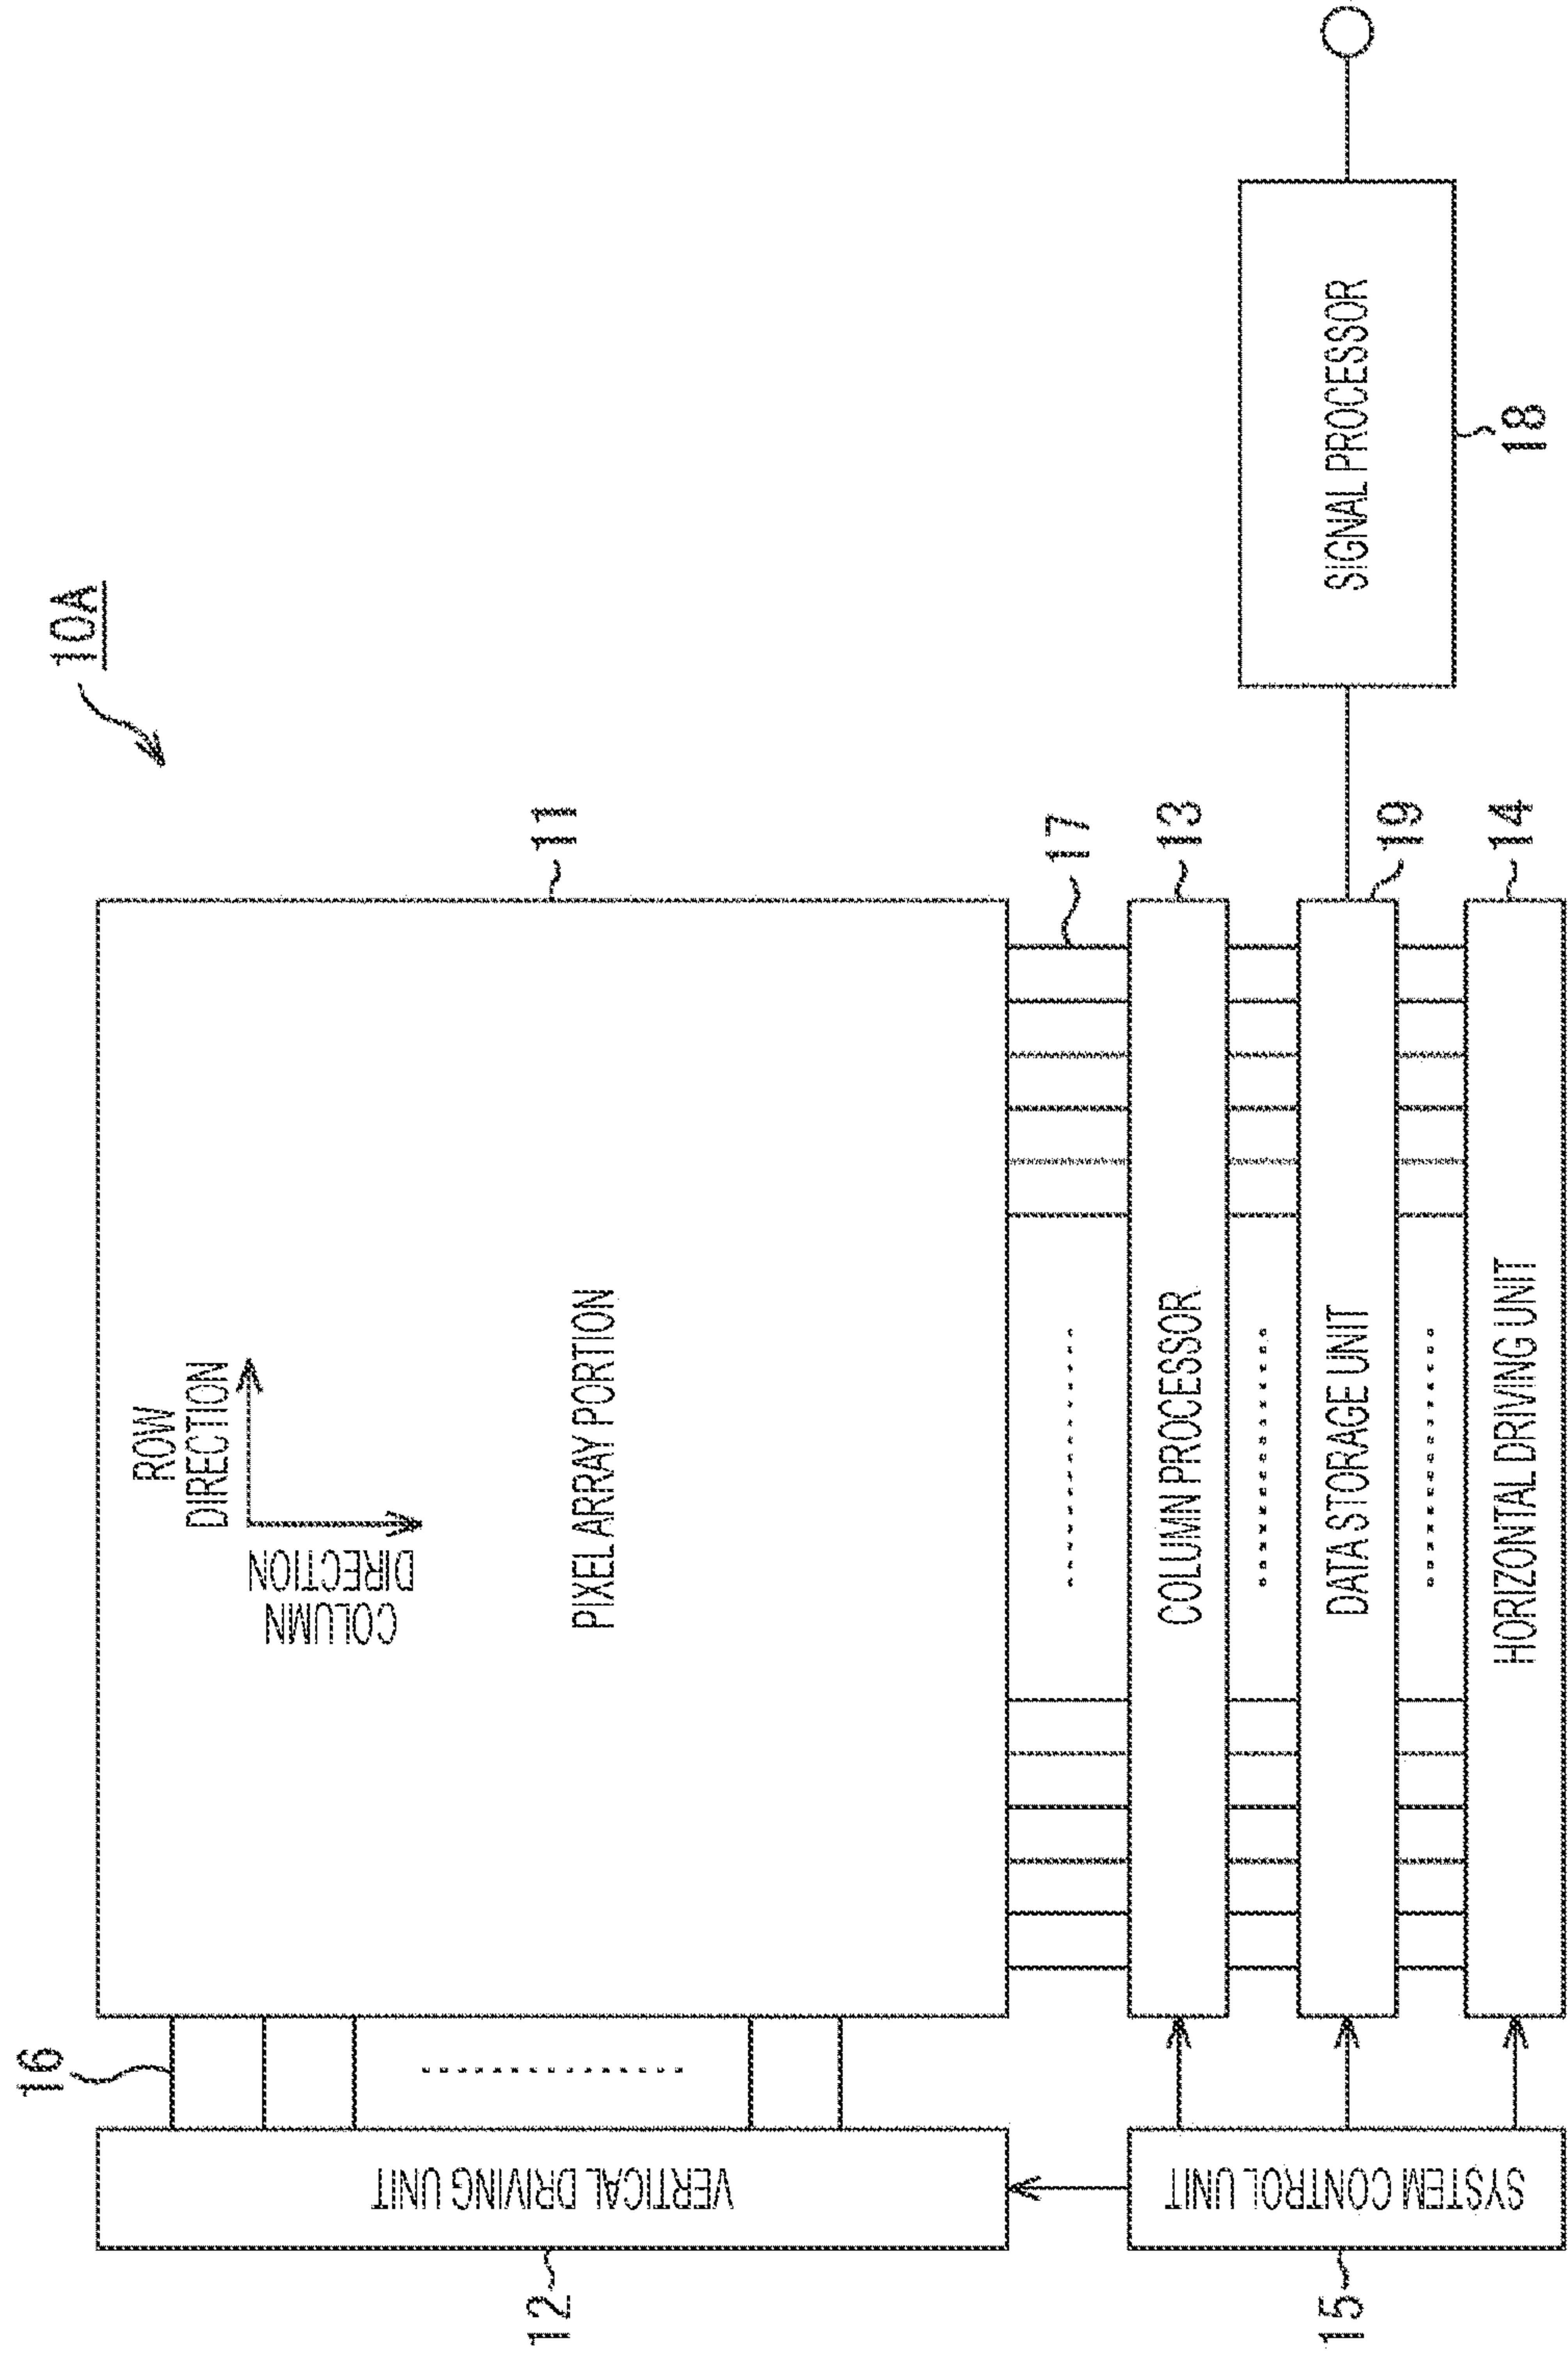 10A
16
ROW
DIRECTION
COLUMN
DIRECTION
11
PIXEL ARRAY PORTION
VERTICAL DRIVING UNIT
12
17
COLUMN PROCESSOR
13
DATA STORAGE UNIT
19
HORIZONTAL DRIVING UNIT
14
SYSTEM CONTROL UNIT
15
SIGNAL PROCESSOR
18